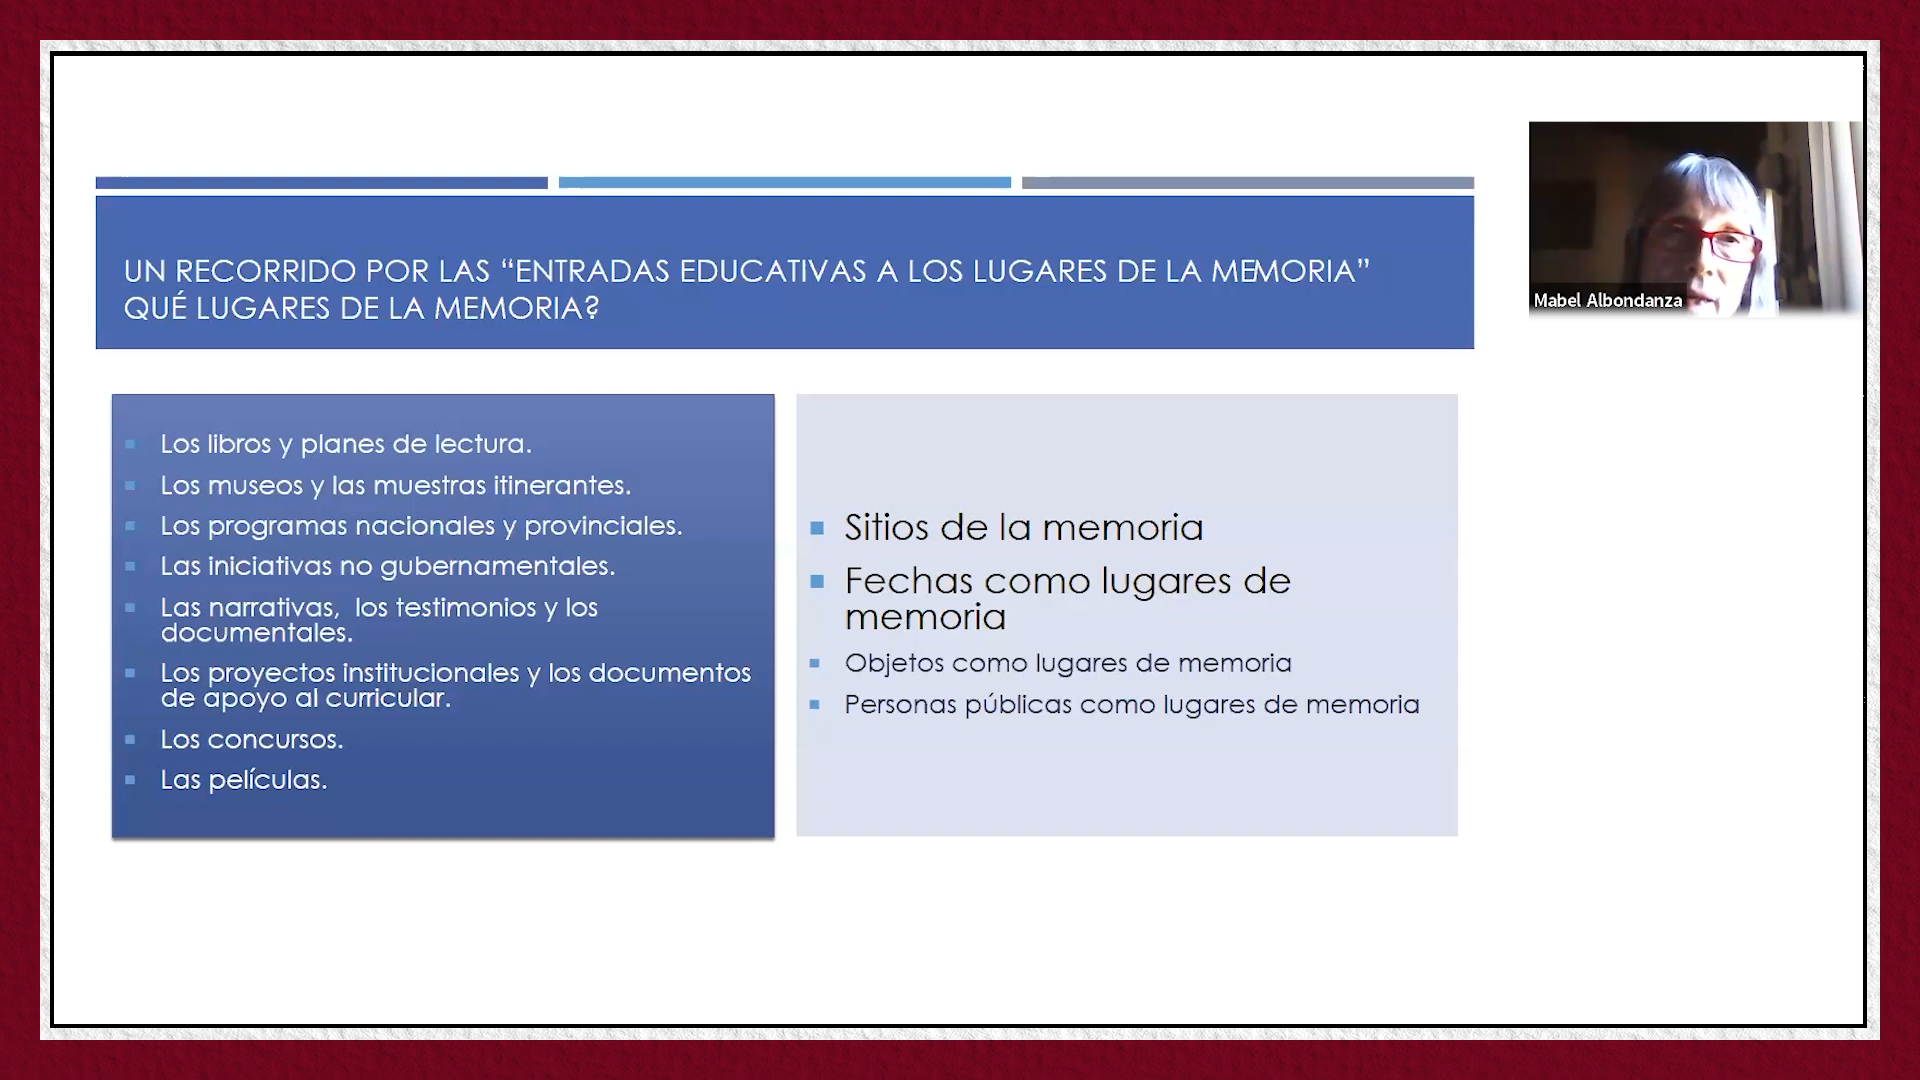 UN RECORRIDO POR LAS “ENTRADAS EDUCATIVAS A LOS LUGARES DE LA MEMORIA”
QUÉ LUGARES DE LA MEMORIA?
Mabel Albondanza
Los libros y planes de lectura.
Los museos y las muestras itinerantes.
Los programas nacionales y provinciales.
Las iniciativas no gubernamentales.
Las narrativas, los testimonios y los
documentales.
Los proyectos institucionales y los documentos
de apoyo al curricular.
Los concursos.
Las películas.
Sitios de la memoria
Fechas como lugares de
memoria
Objetos como lugares de memoria
Personas públicas como lugares de memoria